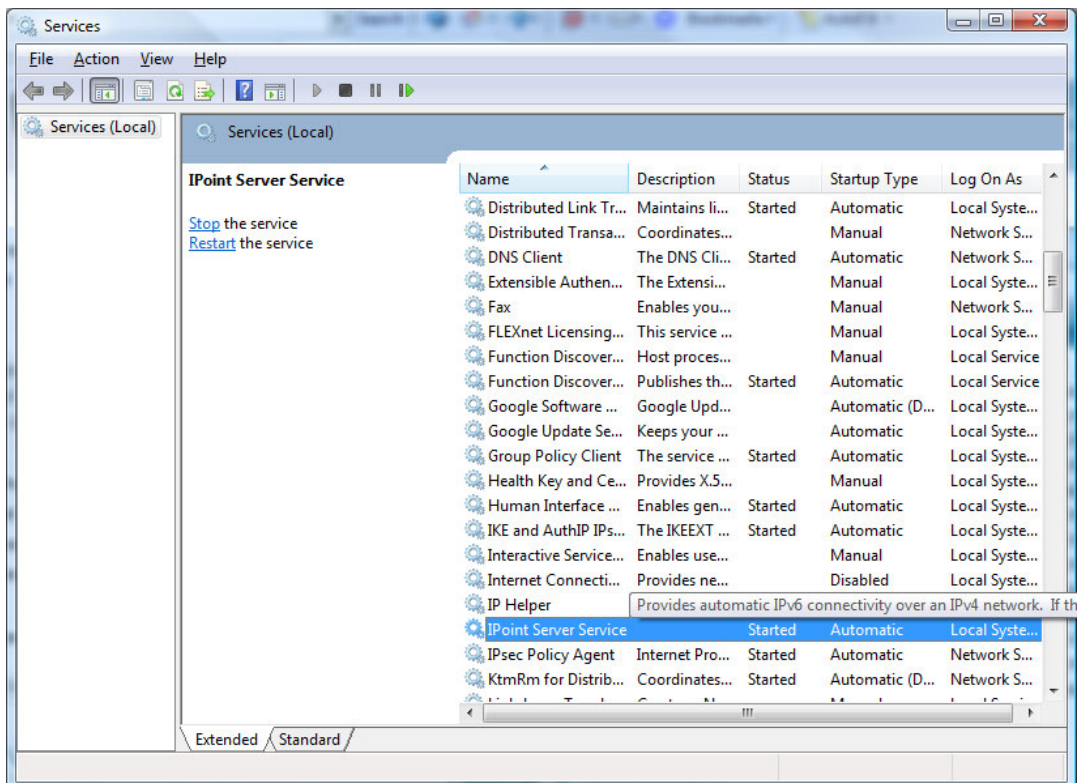 Services
File Action View Help
Services (Local)
Services (Local)
IPoint Server Service
Stop the service
Restart the service
Name Description Status Startup Type Log On As
Distributed Link Tr... Maintains li... Started Automatic Local Syste...
Distributed Transa... Coordinates... Manual Network S...
DNS Client The DNS Cli... Started Automatic Network S...
Extensible Authen... The Extensi... Manual Local Syste...
Fax Enables you... Manual Network S...
FLEXnet Licensing... This service ... Manual Local Syste...
Function Discover... Host proces... Manual Local Service
Function Discover... Publishes th... Started Automatic Local Service
Google Software ... Google Upd... Automatic (D... Local Syste...
Google Update Se... Keeps your ... Automatic Local Syste...
Group Policy Client The service ... Started Automatic Local Syste...
Health Key and Ce... Provides X.5... Manual Local Syste...
Human Interface ... Enables gen... Started Automatic Local Syste...
IKE and AuthIP IPs... The IKEEXT ... Started Automatic Local Syste...
Interactive Service... Enables use... Manual Local Syste...
Internet Connecti... Provides ne... Disabled Local Syste...
IP Helper Provides automatic IPv6 connectivity over an IPv4 network. If th
IPoint Server Service Started Automatic Local Syste...
IPsec Policy Agent Internet Pro... Started Automatic Network S...
KtmRm for Distrib... Coordinates... Started Automatic (D... Network S...
Extended Standard